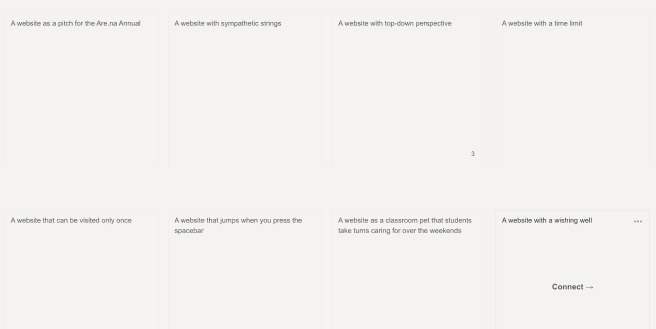 A website as a pitch for the Are.na Annual
A website with sympathetic strings
A website with top-down perspective
3
A website with a time limit
A website that can be visited only once
A website that jumps when you press the
spacebar
A website as a classroom pet that students
take turns caring for over the weekends
A website with a wishing well
Connect →